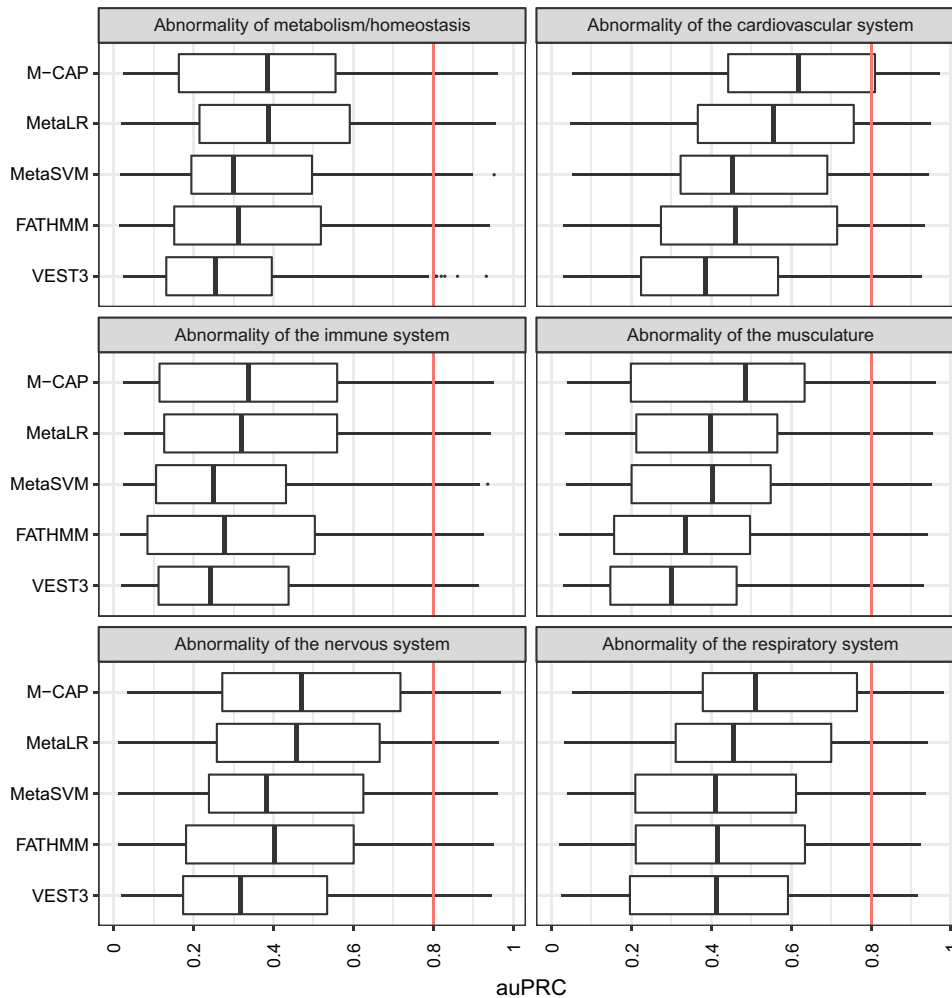 Abnormality of metabolism/homeostasis
Abnormality of the cardiovascular system
M−CAP
MetaLR
MetaSVM
FATHMM
VEST3
Abnormality of the immune system
Abnormality of the musculature
M−CAP
MetaLR
MetaSVM
FATHMM
VEST3
Abnormality of the nervous system
Abnormality of the respiratory system
M−CAP
MetaLR
MetaSVM
FATHMM
VEST3
0 0.2 0.4 0.6 0.8 1
0 0.2 0.4 0.6 0.8 1
auPRC